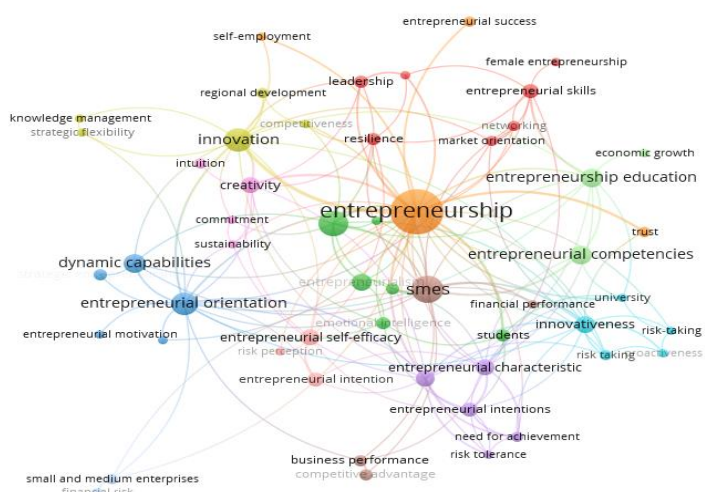 entrepreneurial success
self-employment
female entrepreneurship
leadership
entrepreneurial skills
regional development
knowledge management
competitiveness
networking
strategic flexibility
innovation
resilience
market orientation
economic growth
intuition
entrepreneurship education
creativity
entrepreneurship
commitment
trust
sustainability
entrepreneurial competencies
dynamic capabilities
smes
university
entrepreneurial orientation
financial performance
emotional intelligence
innovativeness
risk-taking
entrepreneurial motivation
entrepreneurial self-efficacy
students
risk perception
risk taking
entrepreneurial characteristic
entrepreneurial intention
entrepreneurial intentions
need for achievement
risk tolerance
business performance
competitive advantage
small and medium enterprises
financial risk